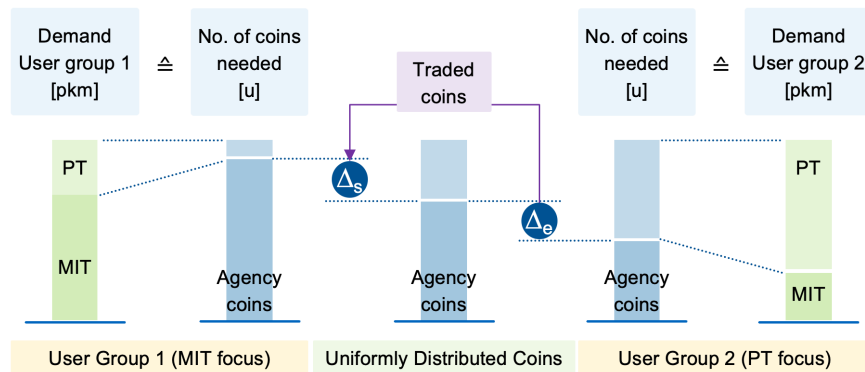 Demand
User group 1
[pkm]
≙
No. of coins
needed
[u]
Traded
coins
No. of coins
needed
[u]
≙
Demand
User group 2
[pkm]
PT
MIT
Agency
coins
Δs
Agency
coins
Δe
Agency
coins
PT
MIT
User Group 1 (MIT focus)
Uniformly Distributed Coins
User Group 2 (PT focus)